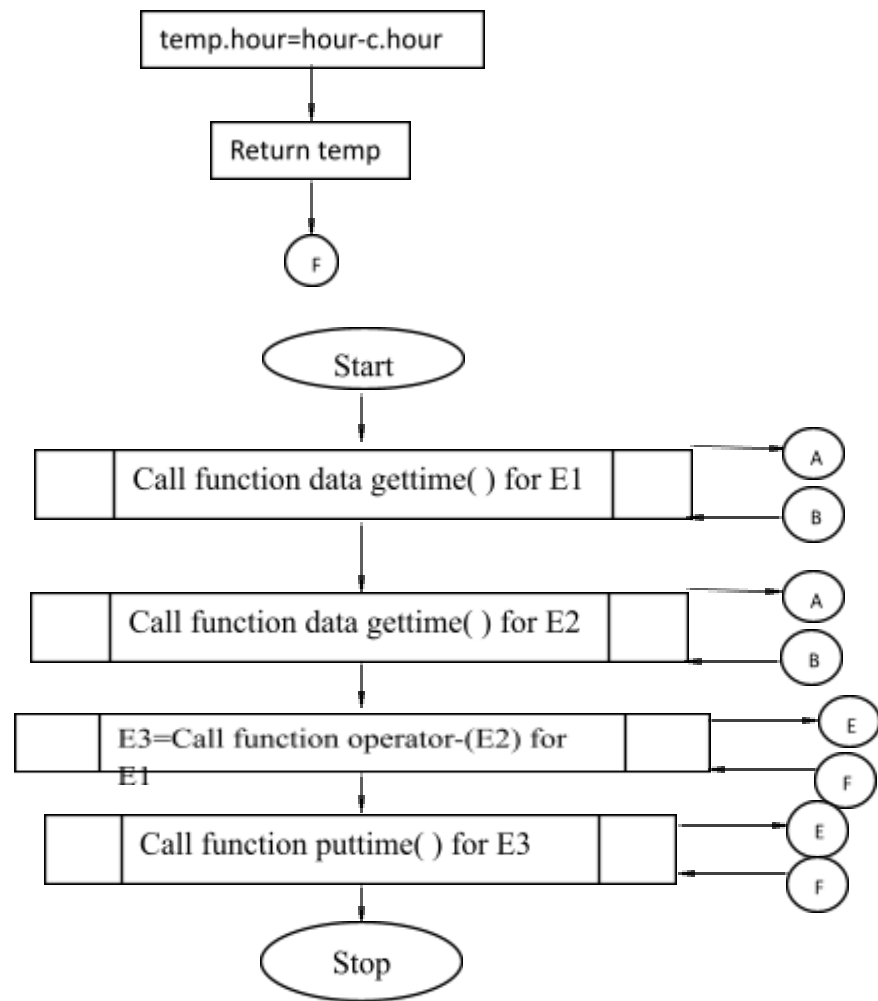 temp.hour=hour-c.hour
Return temp
F
Start
Call function data gettime( ) for E1
A
B
Call function data gettime( ) for E2
A
B
E3=Call function operator-(E2) for
E1
E
F
Call function puttime( ) for E3
E
F
Stop